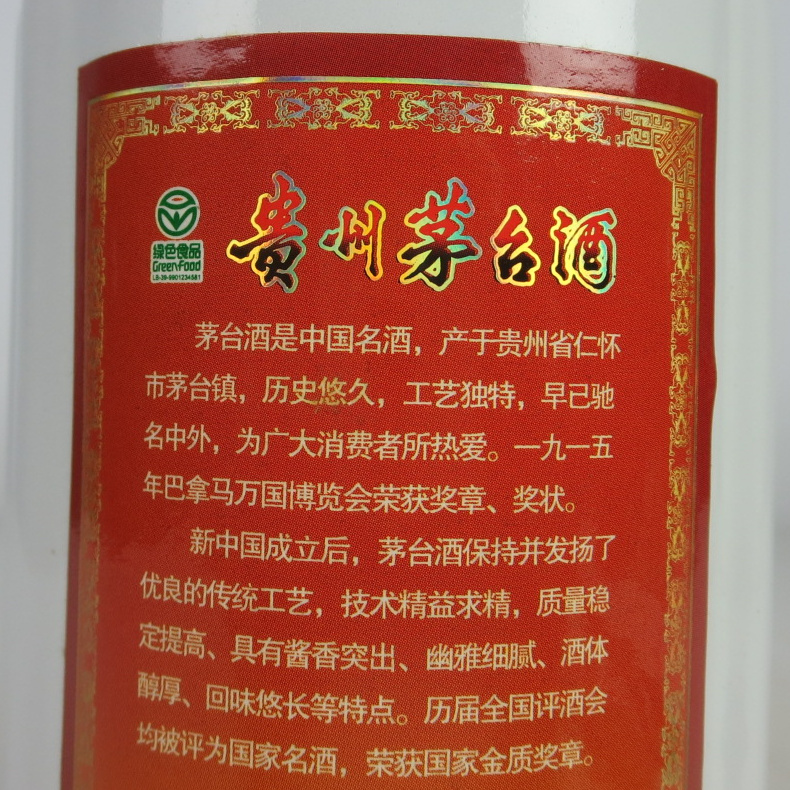 贵州茅台酒
绿色食品
GreenFood
LB-39-9901234581
茅台酒是中国名酒，产于贵州省仁怀
市茅台镇，历史悠久，工艺独特，早已驰
名中外，为广大消费者所热爱。一九一五
年巴拿马万国博览会荣获奖章、奖状。
新中国成立后，茅台酒保持并发扬了
优良的传统工艺，技术精益求精，质量稳
定提高、具有酱香突出、幽雅细腻、酒体
醇厚、回味悠长等特点。历届全国评酒会
均被评为国家名酒，荣获国家金质奖章。